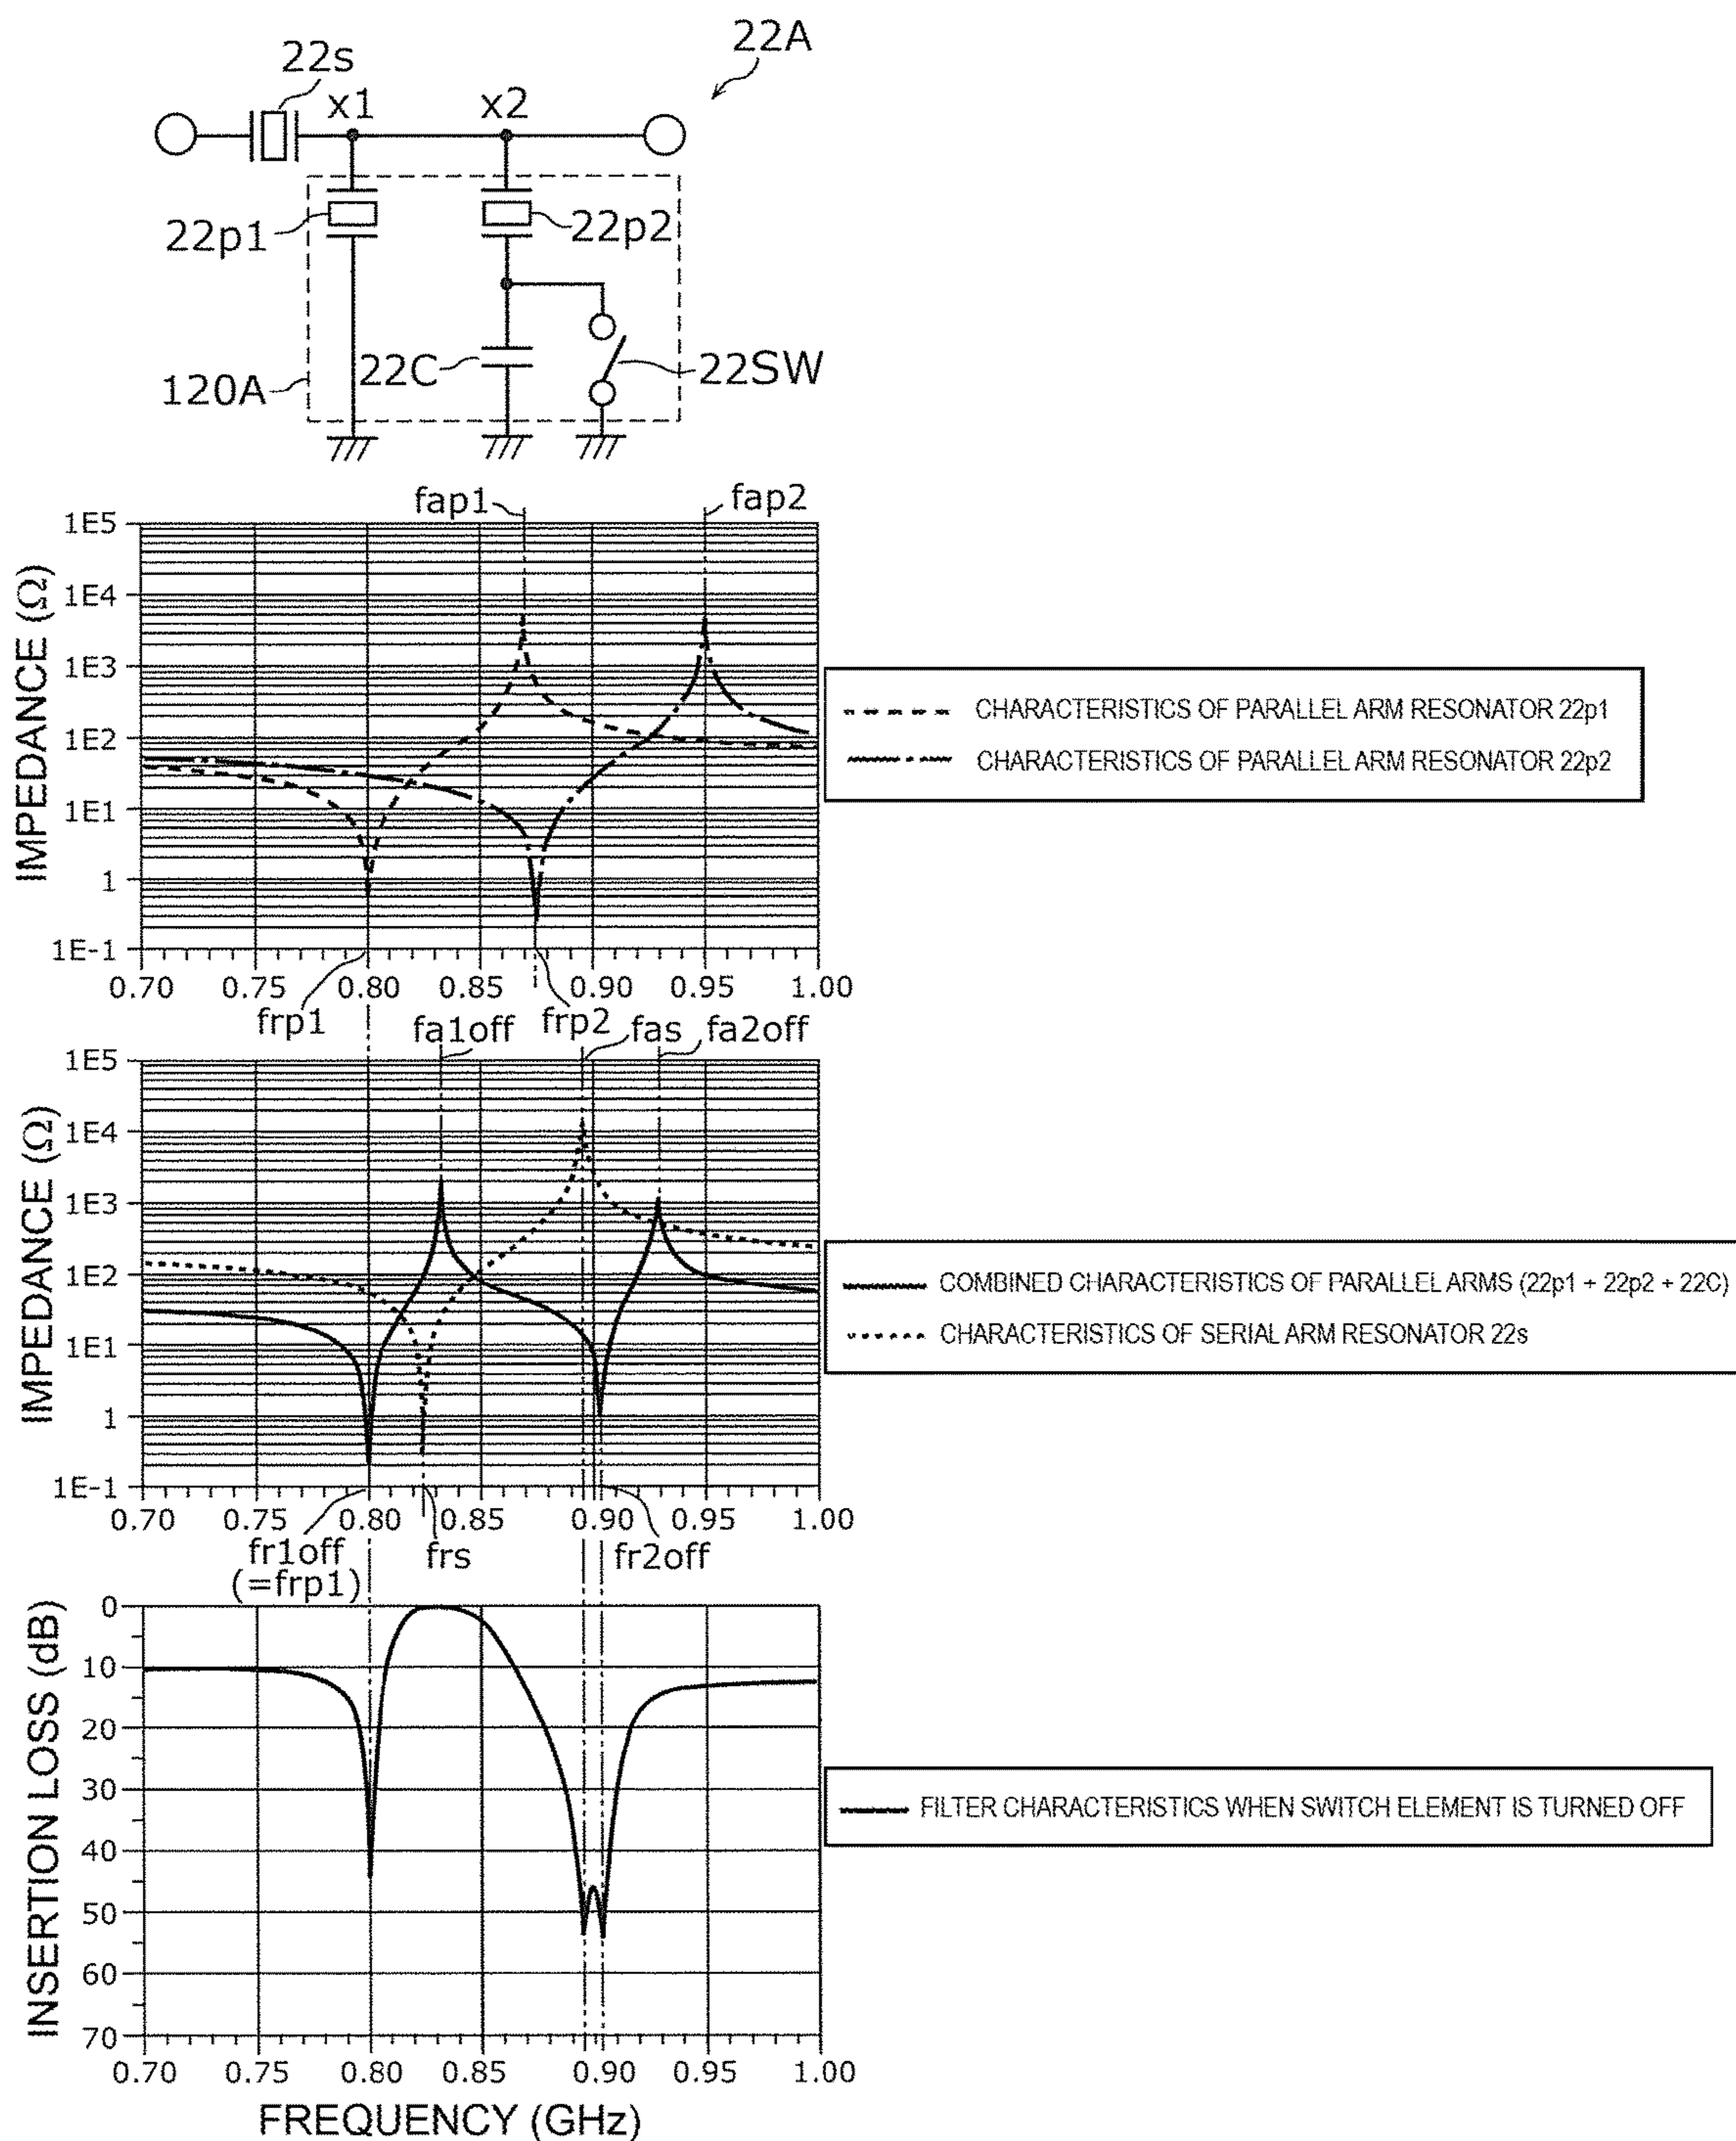 22A
22s
x1 x2
22p1 22p2
22C 22SW
120A
fap1 fap2
IMPEDANCE (Ω)
1E5
1E4
1E3
1E2
1E1
1
1E-1
0.70 0.75 0.80 0.85 0.90 0.95 1.00
frp1 frp2
CHARACTERISTICS OF PARALLEL ARM RESONATOR 22p1
CHARACTERISTICS OF PARALLEL ARM RESONATOR 22p2
fa1off fas fa2off
IMPEDANCE (Ω)
1E5
1E4
1E3
1E2
1E1
1
1E-1
0.70 0.75 0.80 0.85 0.90 0.95 1.00
fr1off frs fr2off
(=frp1)
COMBINED CHARACTERISTICS OF PARALLEL ARMS (22p1 + 22p2 + 22C)
CHARACTERISTICS OF SERIAL ARM RESONATOR 22s
INSERTION LOSS (dB)
0
10
20
30
40
50
60
70
0.70 0.75 0.80 0.85 0.90 0.95 1.00
FREQUENCY (GHz)
FILTER CHARACTERISTICS WHEN SWITCH ELEMENT IS TURNED OFF